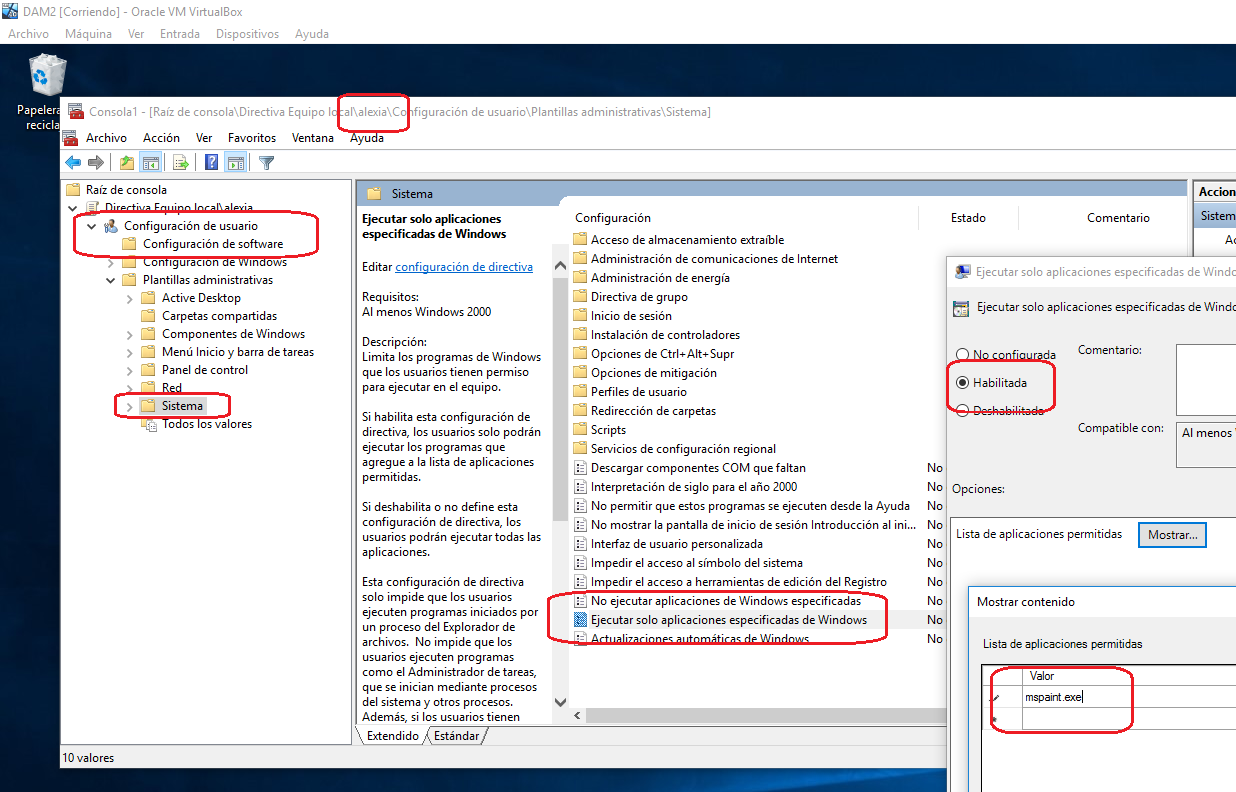 DAM2 [Corriendo] - Oracle VM VirtualBox
Archivo Máquina Ver Entrada Dispositivos Ayuda
Papelera
recicla
Consola1 - [Raíz de consola\Directiva Equipo local\alexia\Configuración de usuario\Plantillas administrativas\Sistema]
Archivo Acción Ver Favoritos Ventana Ayuda
Raíz de consola
Directiva Equipo local\alexia
Configuración de usuario
Configuración de software
Configuración de Windows
Plantillas administrativas
Active Desktop
Carpetas compartidas
Componentes de Windows
Menú Inicio y barra de tareas
Panel de control
Red
Sistema
Todos los valores
Sistema
Ejecutar solo aplicaciones
especificadas de Windows
Editar configuración de directiva
Requisitos:
Al menos Windows 2000
Descripción:
Limita los programas de Windows
que los usuarios tienen permiso
para ejecutar en el equipo.
Si habilita esta configuración de
directiva, los usuarios solo podrán
ejecutar los programas que
agregue a la lista de aplicaciones
permitidas.
Si deshabilita o no define esta
configuración de directiva, los
usuarios podrán ejecutar todas las
aplicaciones.
Esta configuración de directiva
solo impide que los usuarios
ejecuten programas iniciados por
un proceso del Explorador de
archivos. No impide que los
usuarios ejecuten programas
como el Administrador de tareas,
que se inician mediante procesos
del sistema y otros procesos.
Además, si los usuarios tienen
Configuración Estado Comentario
Acceso de almacenamiento extraíble
Administración de comunicaciones de Internet
Administración de energía
Directiva de grupo
Inicio de sesión
Instalación de controladores
Opciones de Ctrl+Alt+Supr
Opciones de mitigación
Perfiles de usuario
Redirección de carpetas
Scripts
Servicios de configuración regional
Descargar componentes COM que faltan No
Interpretación de siglo para el año 2000 No
No permitir que estos programas se ejecuten desde la Ayuda No
No mostrar la pantalla de inicio de sesión Introducción al ini... No
Interfaz de usuario personalizada No
Impedir el acceso al símbolo del sistema No
Impedir el acceso a herramientas de edición del Registro No
No ejecutar aplicaciones de Windows especificadas No
Ejecutar solo aplicaciones especificadas de Windows No
Actualizaciones automáticas de Windows No
Extendido Estándar
10 valores
Accion
Sistem
Ac
Ejecutar solo aplicaciones especificadas de Windo
Ejecutar solo aplicaciones especificadas de Windo
No configurada Comentario:
Habilitada
Deshabilitada
Compatible con: Al menos
Opciones:
Lista de aplicaciones permitidas Mostrar...
Mostrar contenido
Lista de aplicaciones permitidas
Valor
mspaint.exe